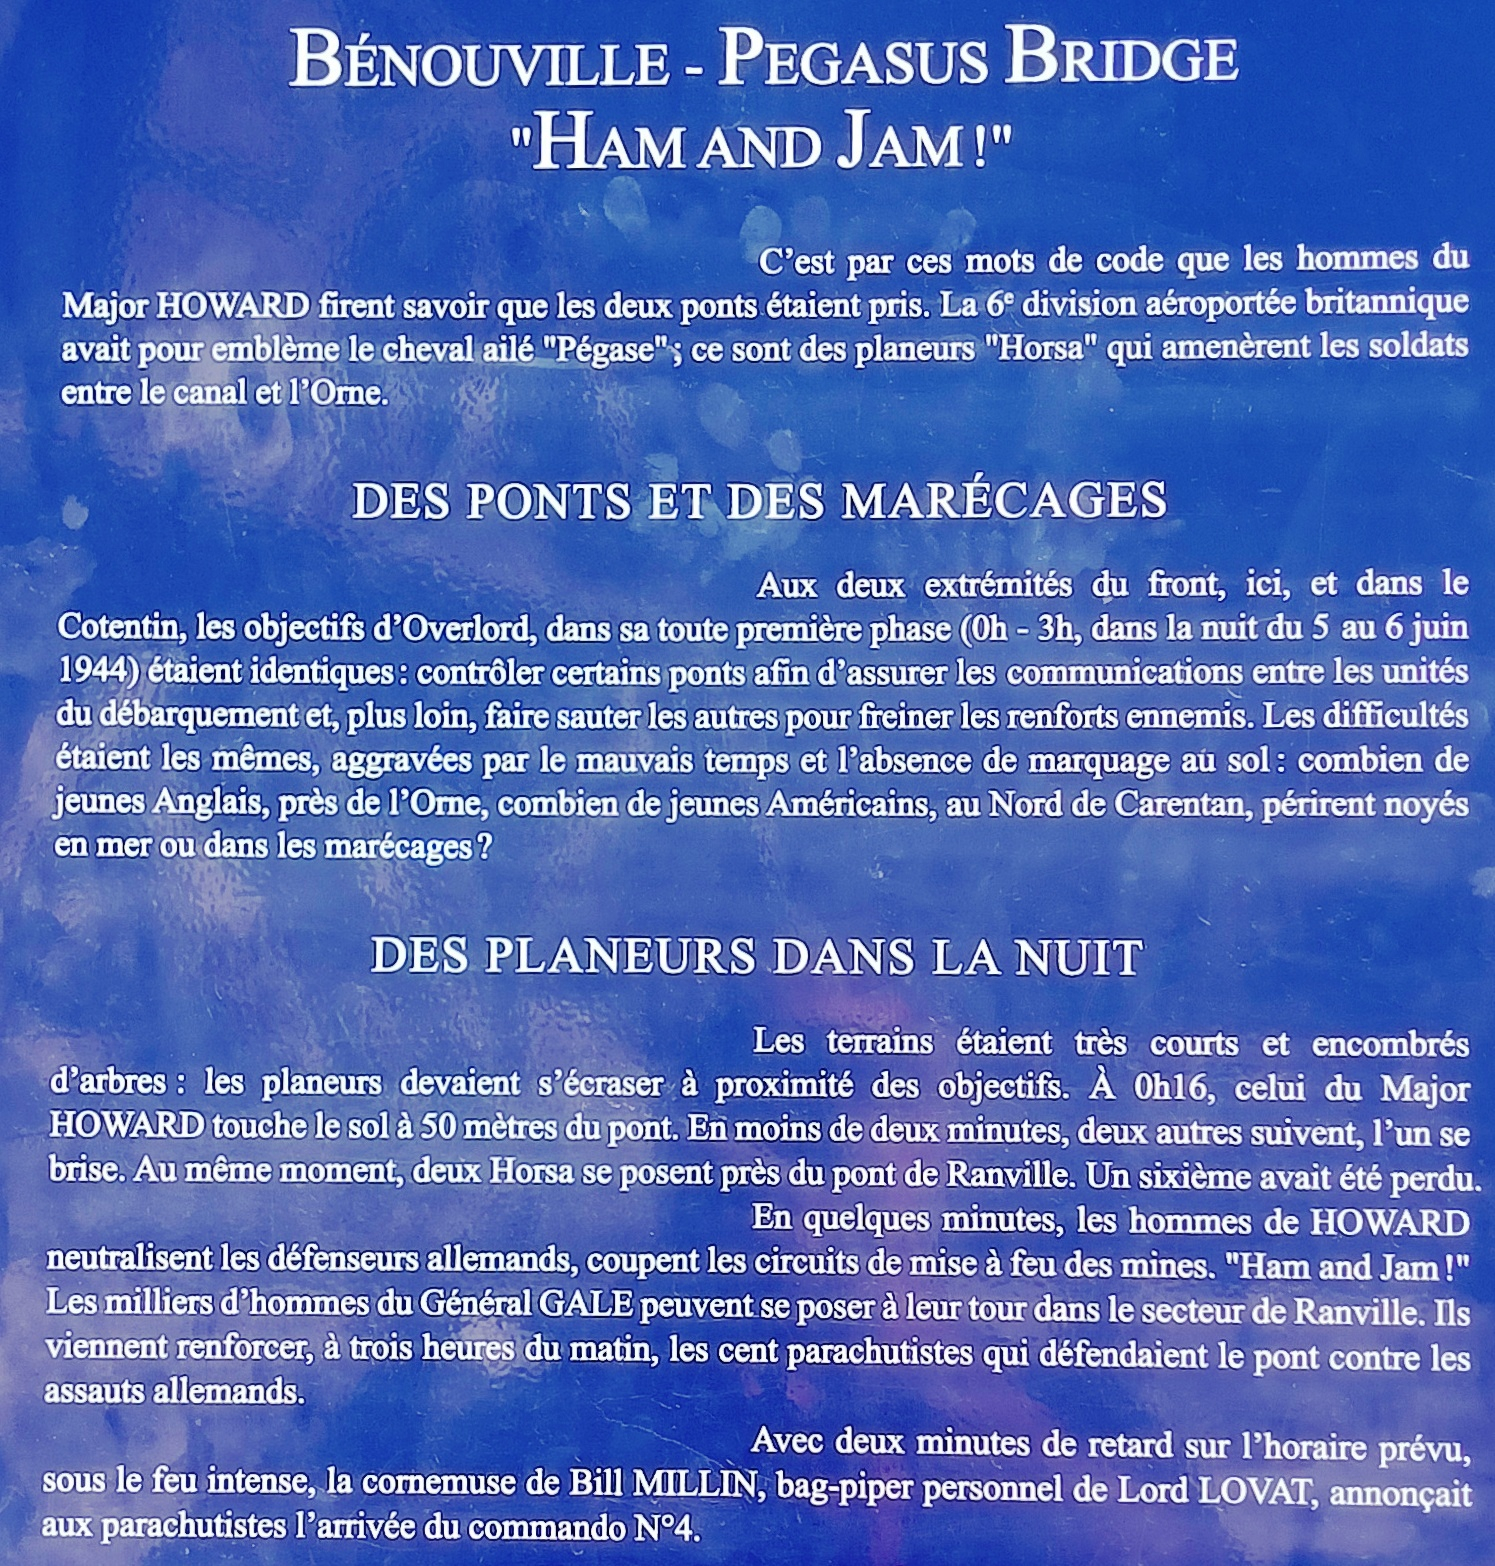 BÉNOUVILLE - PEGASUS BRIDGE
"HAM AND JAM !"
C'est par ces mots de code que les hommes du
Major HOWARD firent savoir que les deux ponts étaient pris. La 6e division aéroportée britannique
avait pour emblème le cheval ailé "Pégase" ; ce sont des planeurs "Horsa" qui amenèrent les soldats
entre le canal et l'Orne.
DES PONTS ET DES MARÉCAGES
Aux deux extrémités du front, ici, et dans le
Cotentin, les objectifs d'Overlord, dans sa toute première phase (0h - 3h, dans la nuit du 5 au 6 juin
1944) étaient identiques : contrôler certains ponts afin d'assurer les communications entre les unités
du débarquement et, plus loin, faire sauter les autres pour freiner les renforts ennemis. Les difficultés
étaient les mêmes, aggravées par le mauvais temps et l'absence de marquage au sol : combien de
jeunes Anglais, près de l'Orne, combien de jeunes Américains, au Nord de Carentan, périrent noyés
en mer ou dans les marécages ?
DES PLANEURS DANS LA NUIT
Les terrains étaient très courts et encombrés
d'arbres : les planeurs devaient s'écraser à proximité des objectifs. À 0h16, celui du Major
HOWARD touche le sol à 50 mètres du pont. En moins de deux minutes, deux autres suivent, l'un se
brise. Au même moment, deux Horsa se posent près du pont de Ranville. Un sixième avait été perdu.
En quelques minutes, les hommes de HOWARD
neutralisent les défenseurs allemands, coupent les circuits de mise à feu des mines. "Ham and Jam !"
Les milliers d'hommes du Général GALE peuvent se poser à leur tour dans le secteur de Ranville. Ils
viennent renforcer, à trois heures du matin, les cent parachutistes qui défendaient le pont contre les
assauts allemands.
Avec deux minutes de retard sur l'horaire prévu,
sous le feu intense, la cornemuse de Bill MILLIN, bag-piper personnel de Lord LOVAT, annonçait
aux parachutistes l'arrivée du commando N°4.